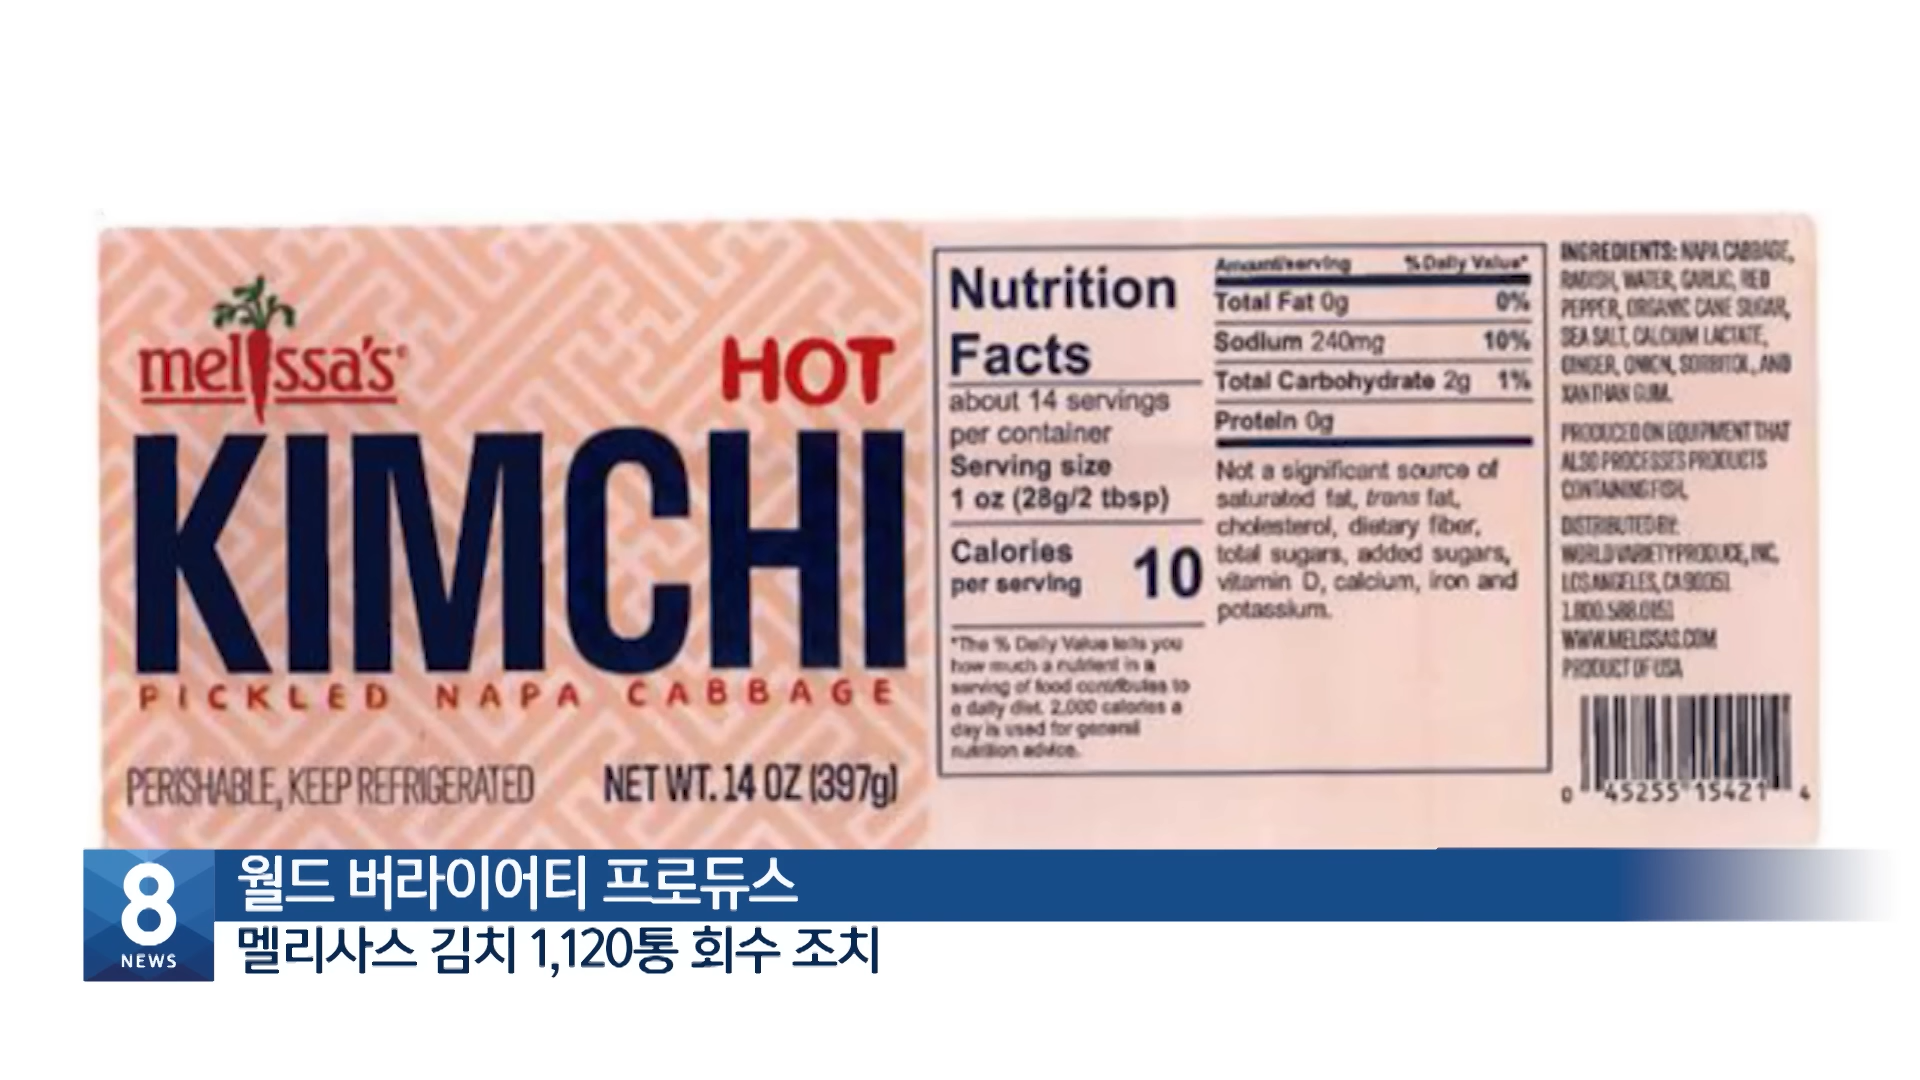 melissa's
HOT
KIMCHI
PICKLED NAPA CABBAGE
PERISHABLE, KEEP REFRIGERATED
NET WT. 14 OZ (397g)
Nutrition
Facts
about 14 servings
per container
Serving size
1 oz (28g/2 tbsp)
Calories
per serving
10
*The % Daily Value tells you
how much a nutrient in a
serving of food contributes to
a daily diet. 2,000 calories a
day is used for general
nutrition advice.
Amount/serving % Daily Value*
Total Fat 0g 0%
Sodium 240mg 10%
Total Carbohydrate 2g 1%
Protein 0g
Not a significant source of
saturated fat, trans fat,
cholesterol, dietary fiber,
total sugars, added sugars,
vitamin D, calcium, iron and
potassium.
INGREDIENTS: NAPA CABBAGE,
RADISH, WATER, GARLIC, RED
PEPPER, ORGANIC CANE SUGAR,
SEA SALT, CALCIUM LACTATE,
GINGER, ONION, SORBITOL, AND
XANTHAN GUM.
PRODUCED ON EQUIPMENT THAT
ALSO PROCESSES PRODUCTS
CONTAINING FISH.
DISTRIBUTED BY:
WORLD VARIETY PRODUCE, INC.
LOS ANGELES, CA 90051
1.800.588.0151
WWW.MELISSAS.COM
PRODUCT OF USA
0 45255 15421 4
8
NEWS
월드 버라이어티 프로듀스
멜리사스 김치 1,120통 회수 조치